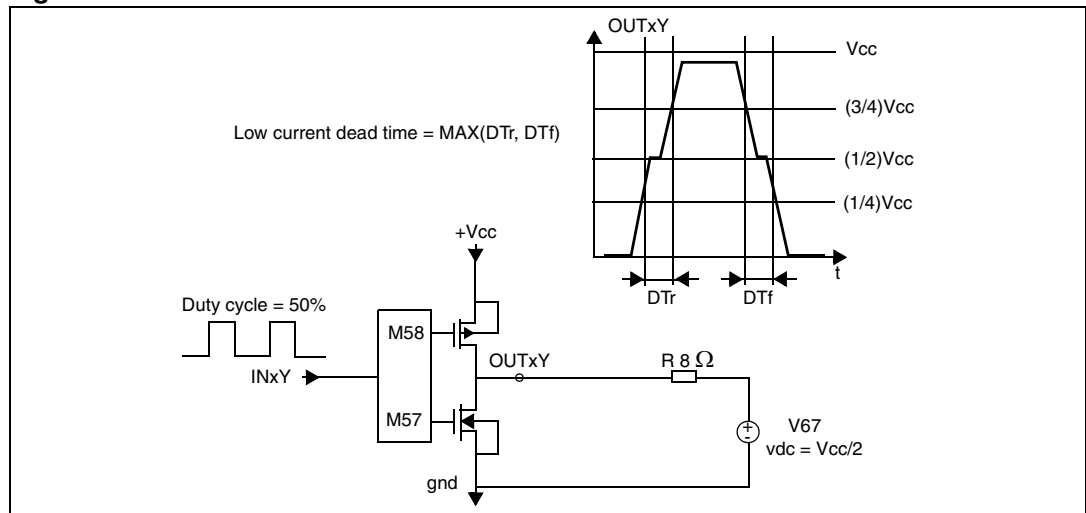 OUTxY
Vcc
(3/4)Vcc
Low current dead time = MAX(DTr, DTf)
(1/2)Vcc
(1/4)Vcc
+Vcc
t
DTr
DTf
Duty cycle = 50%
M58
OUTxY
R 8 Ω
INxY
M57
V67
vdc = Vcc/2
gnd
+
-